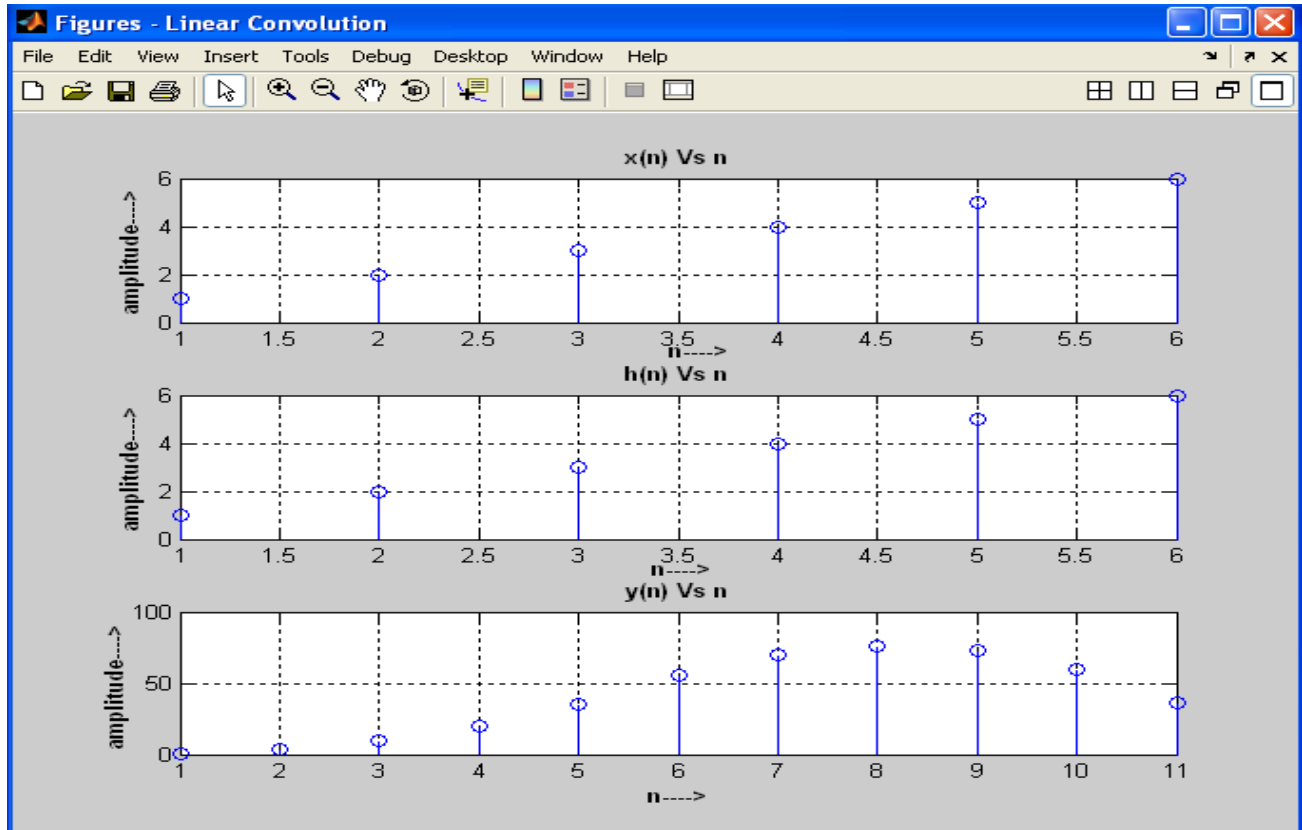 Figures - Linear Convolution
File Edit View Insert Tools Debug Desktop Window Help
x(n) Vs n
amplitude--->
6
4
2
0
1 1.5 2 2.5 3 3.5 4 4.5 5 5.5 6
n---->
h(n) Vs n
amplitude--->
6
4
2
0
1 1.5 2 2.5 3 3.5 4 4.5 5 5.5 6
n---->
y(n) Vs n
amplitude--->
100
50
0
1 2 3 4 5 6 7 8 9 10 11
n---->